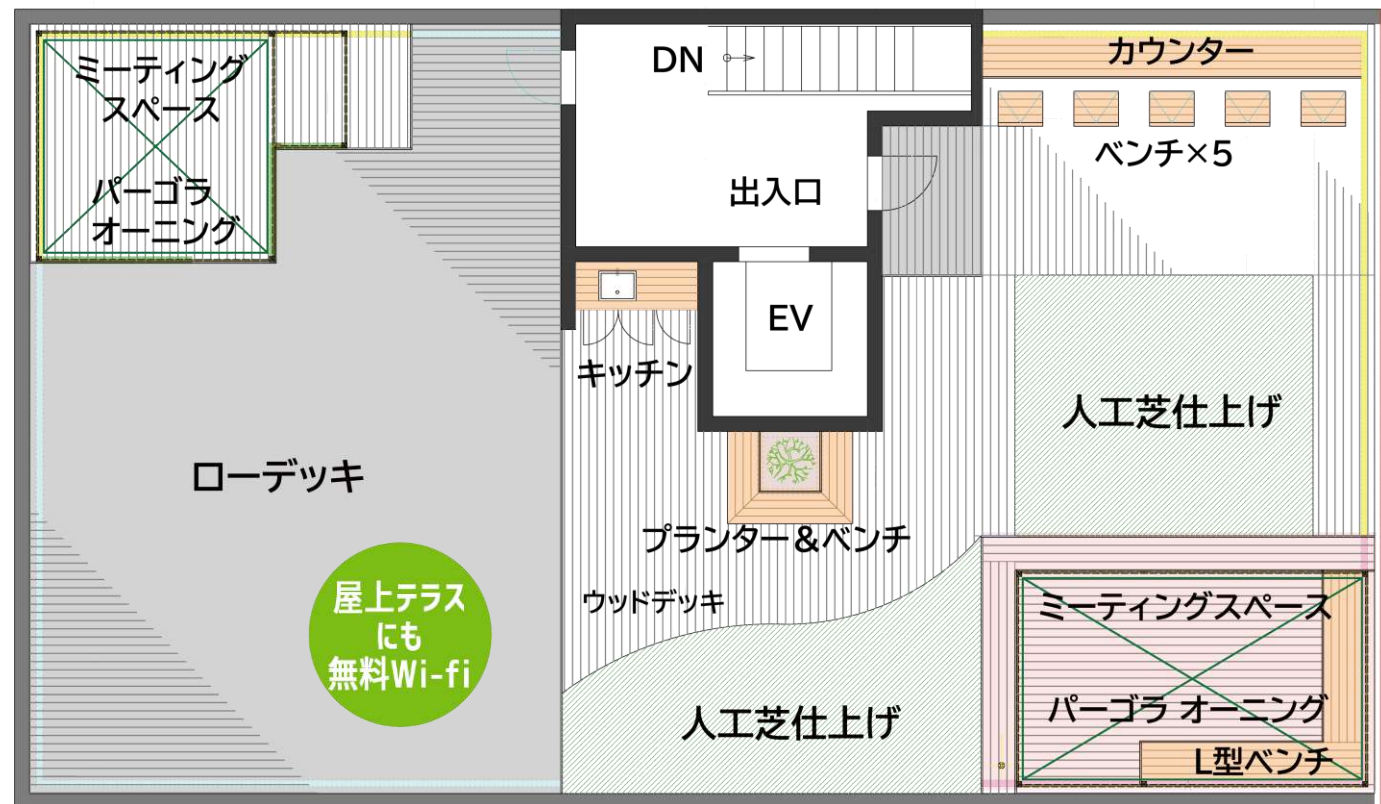 ミーティング
スペース
パーゴラ
オーニング
DN
出入口
カウンター
ベンチ×5
EV
キッチン
人工芝仕上げ
ローデッキ
プランター&ベンチ
ウッドデッキ
屋上テラス
にも
無料Wi-fi
人工芝仕上げ
ミーティングスペース
パーゴラ オーニング
L型ベンチ